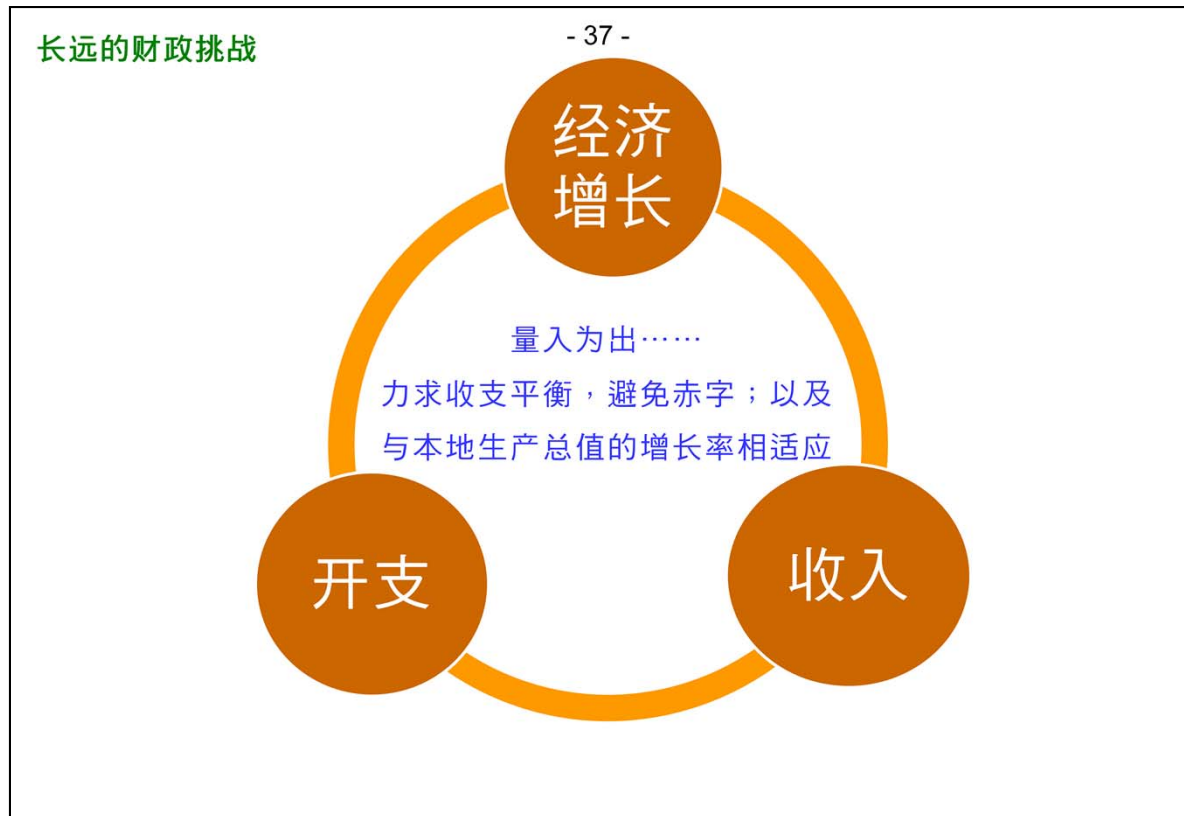 - 37 -
长远的财政挑战
经济
增长
量入为出……
力求收支平衡，避免赤字；以及
与本地生产总值的增长率相适应
开支
收入